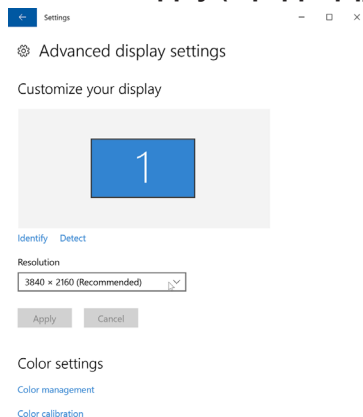 Settings
Advanced display settings
Customize your display
1
Identify Detect
Resolution
3840 × 2160 (Recommended)
Apply Cancel
Color settings
Color management
Color calibration